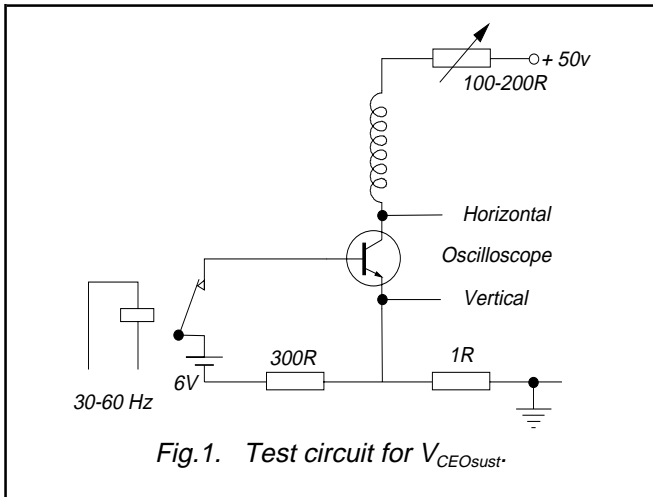 + 50v
100-200R
Horizontal
Oscilloscope
Vertical
300R
1R
6V
30-60 Hz
Fig.1. Test circuit for VCEOsust.